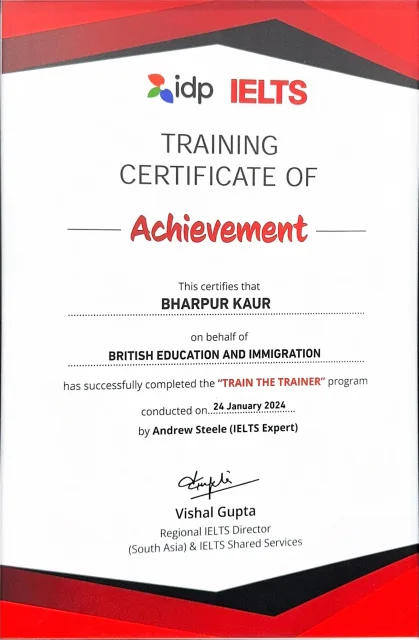 idp IELTS
TRAINING
CERTIFICATE OF
Achievement
This certifies that
BHARPUR KAUR
on behalf of
BRITISH EDUCATION AND IMMIGRATION
has successfully completed the “TRAIN THE TRAINER” program
conducted on 24 January 2024
by Andrew Steele (IELTS Expert)
Vishal Gupta
Regional IELTS Director
(South Asia) & IELTS Shared Services